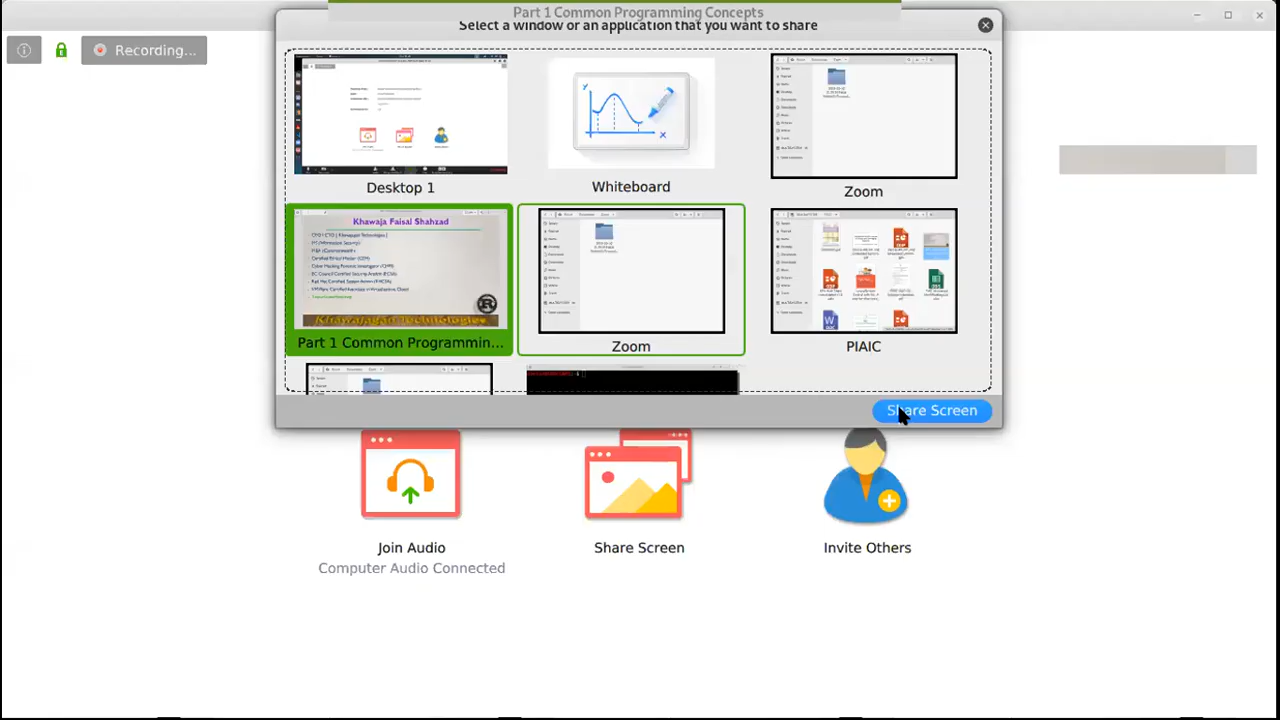 Part 1 Common Programming Concepts
Select a window or an application that you want to share
Recording...
Desktop 1
Whiteboard
Zoom
Khawaja Faisal Shahzad
Khawajagan Technologies
Part 1 Common Programmin...
Zoom
PIAIC
Share Screen
Join Audio
Computer Audio Connected
Share Screen
Invite Others